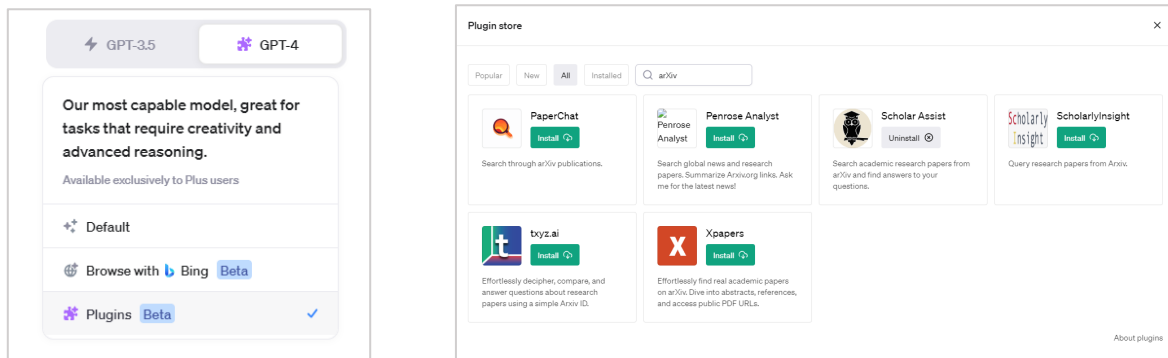 GPT-3.5
GPT-4
Our most capable model, great for
tasks that require creativity and
advanced reasoning.
Available exclusively to Plus users
Default
Browse with Bing Beta
Plugins Beta
Plugin store
Popular New All Installed arXiv
PaperChat
Install
Search through arXiv publications.
Penrose
Analyst
Penrose Analyst
Install
Search global news and research
papers. Summarize Arxiv.org links. Ask
me for the latest news!
Scholar Assist
Uninstall
Search academic research papers from
arXiv and find answers to your
questions.
Scholarly
Insight
ScholarlyInsight
Install
Query research papers from Arxiv.
t
txyz.ai
Install
Effortlessly decipher, compare, and
answer questions about research
papers using a simple Arxiv ID.
X
Xpapers
Install
Effortlessly find real academic papers
on arXiv. Dive into abstracts, references,
and access public PDF URLs.
About plugins